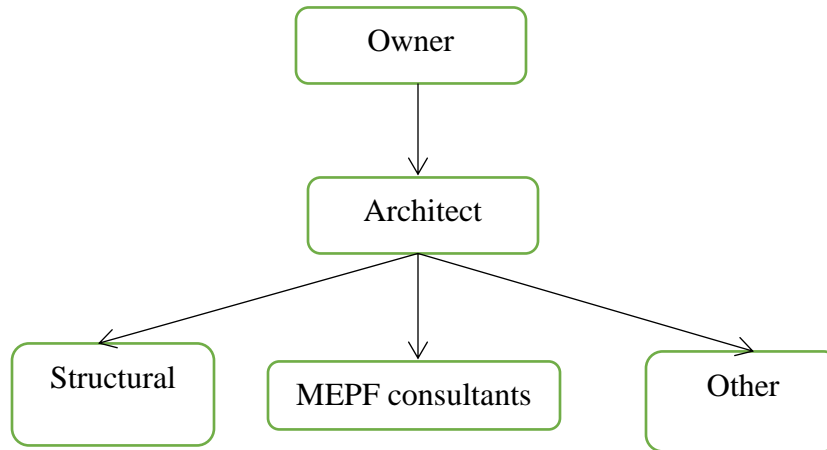 Owner
Architect
Structural
MEPF consultants
Other